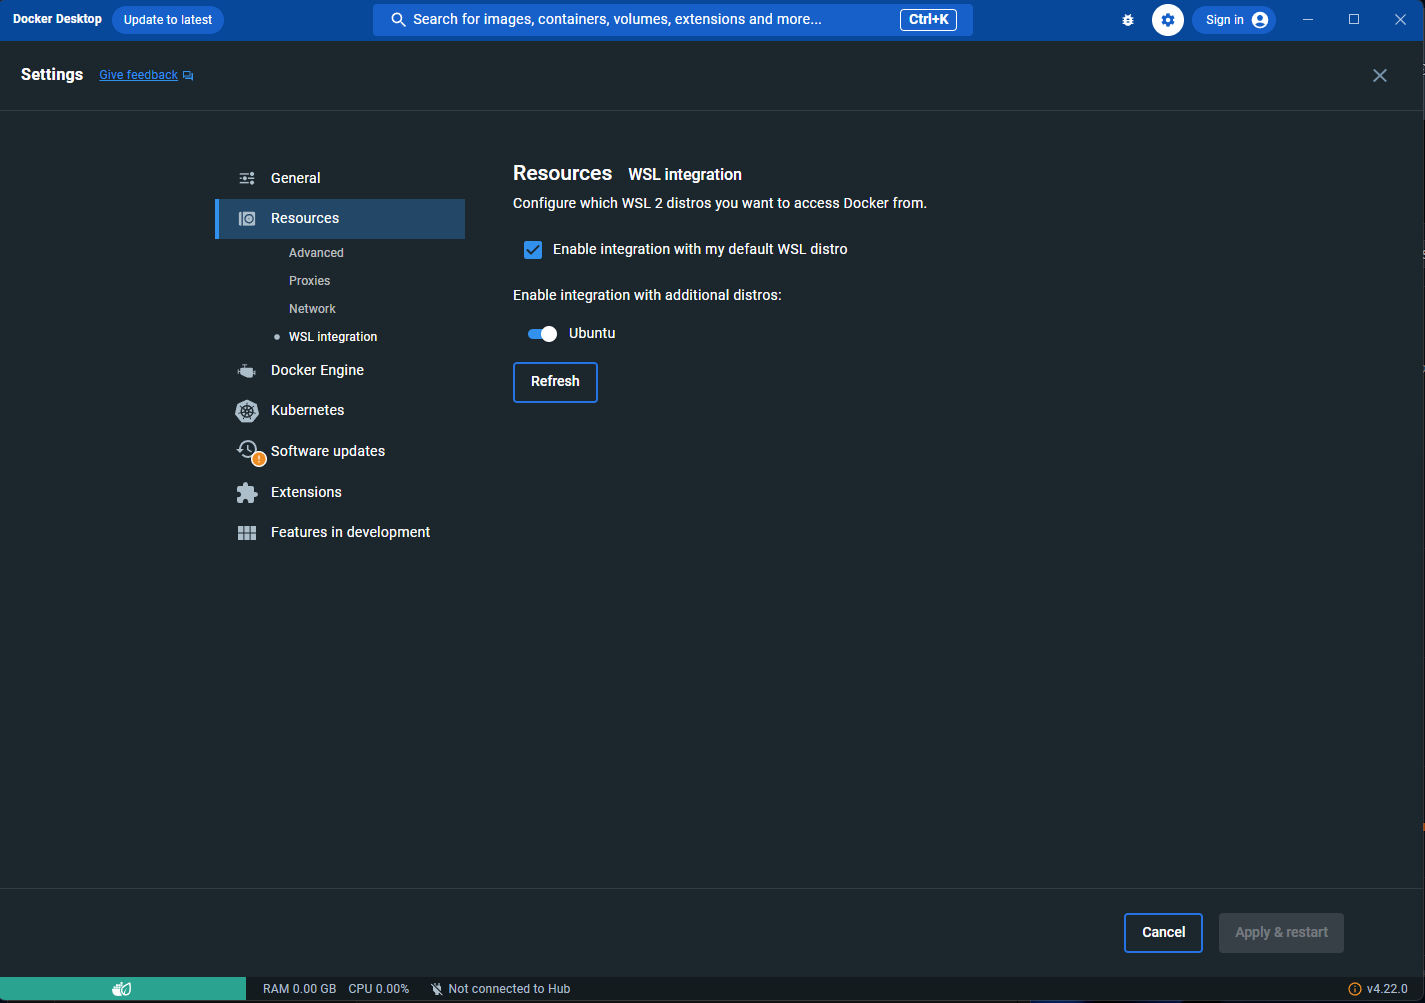 Docker Desktop
Update to latest
Search for images, containers, volumes, extensions and more...
Ctrl+K
Sign in
Settings
Give feedback
General
Resources
Advanced
Proxies
Network
WSL integration
Docker Engine
Kubernetes
Software updates
Extensions
Features in development
Resources WSL integration
Configure which WSL 2 distros you want to access Docker from.
Enable integration with my default WSL distro
Enable integration with additional distros:
Ubuntu
Refresh
Cancel
Apply & restart
RAM 0.00 GB CPU 0.00% Not connected to Hub
v4.22.0